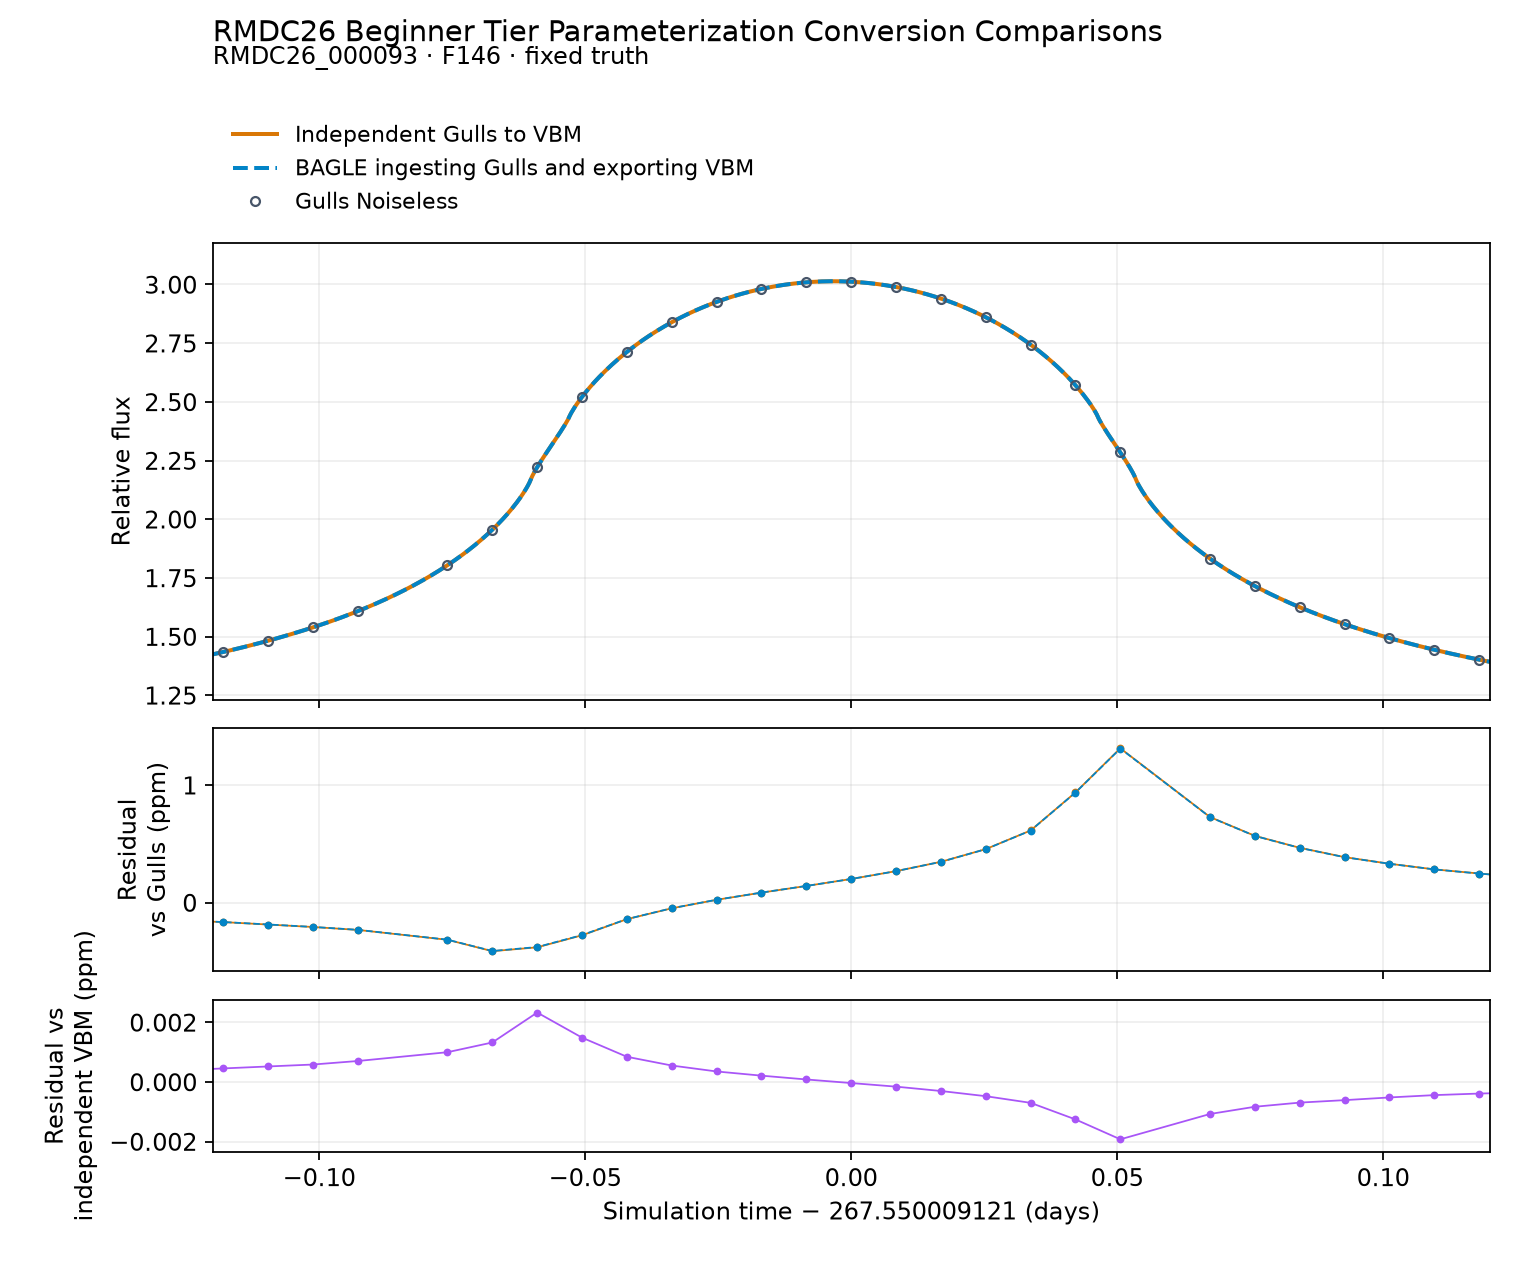 RMDC26 Beginner Tier Parameterization Conversion Comparisons
RMDC26_000093 · F146 · fixed truth
Independent Gulls to VBM
BAGLE ingesting Gulls and exporting VBM
Gulls Noiseless
3.00
2.75
2.50
2.25
2.00
1.75
1.50
1.25
Relative flux
1
0
Residual
vs Gulls (ppm)
0.002
0.000
−0.002
Residual vs
independent VBM (ppm)
−0.10
−0.05
0.00
0.05
0.10
Simulation time − 267.550009121 (days)